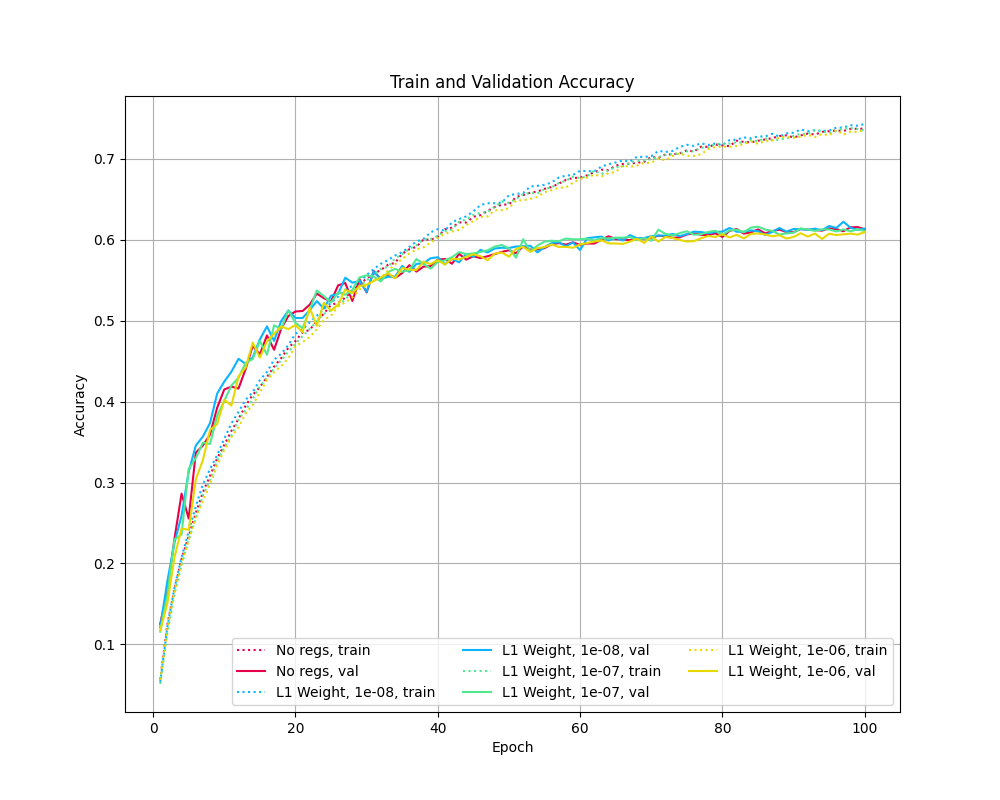 Train and Validation Accuracy
Accuracy
0.7
0.6
0.5
0.4
0.3
0.2
0.1
No regs, train
No regs, val
L1 Weight, 1e-08, train
L1 Weight, 1e-08, val
L1 Weight, 1e-07, train
L1 Weight, 1e-07, val
L1 Weight, 1e-06, train
L1 Weight, 1e-06, val
0 20 40 60 80 100
Epoch